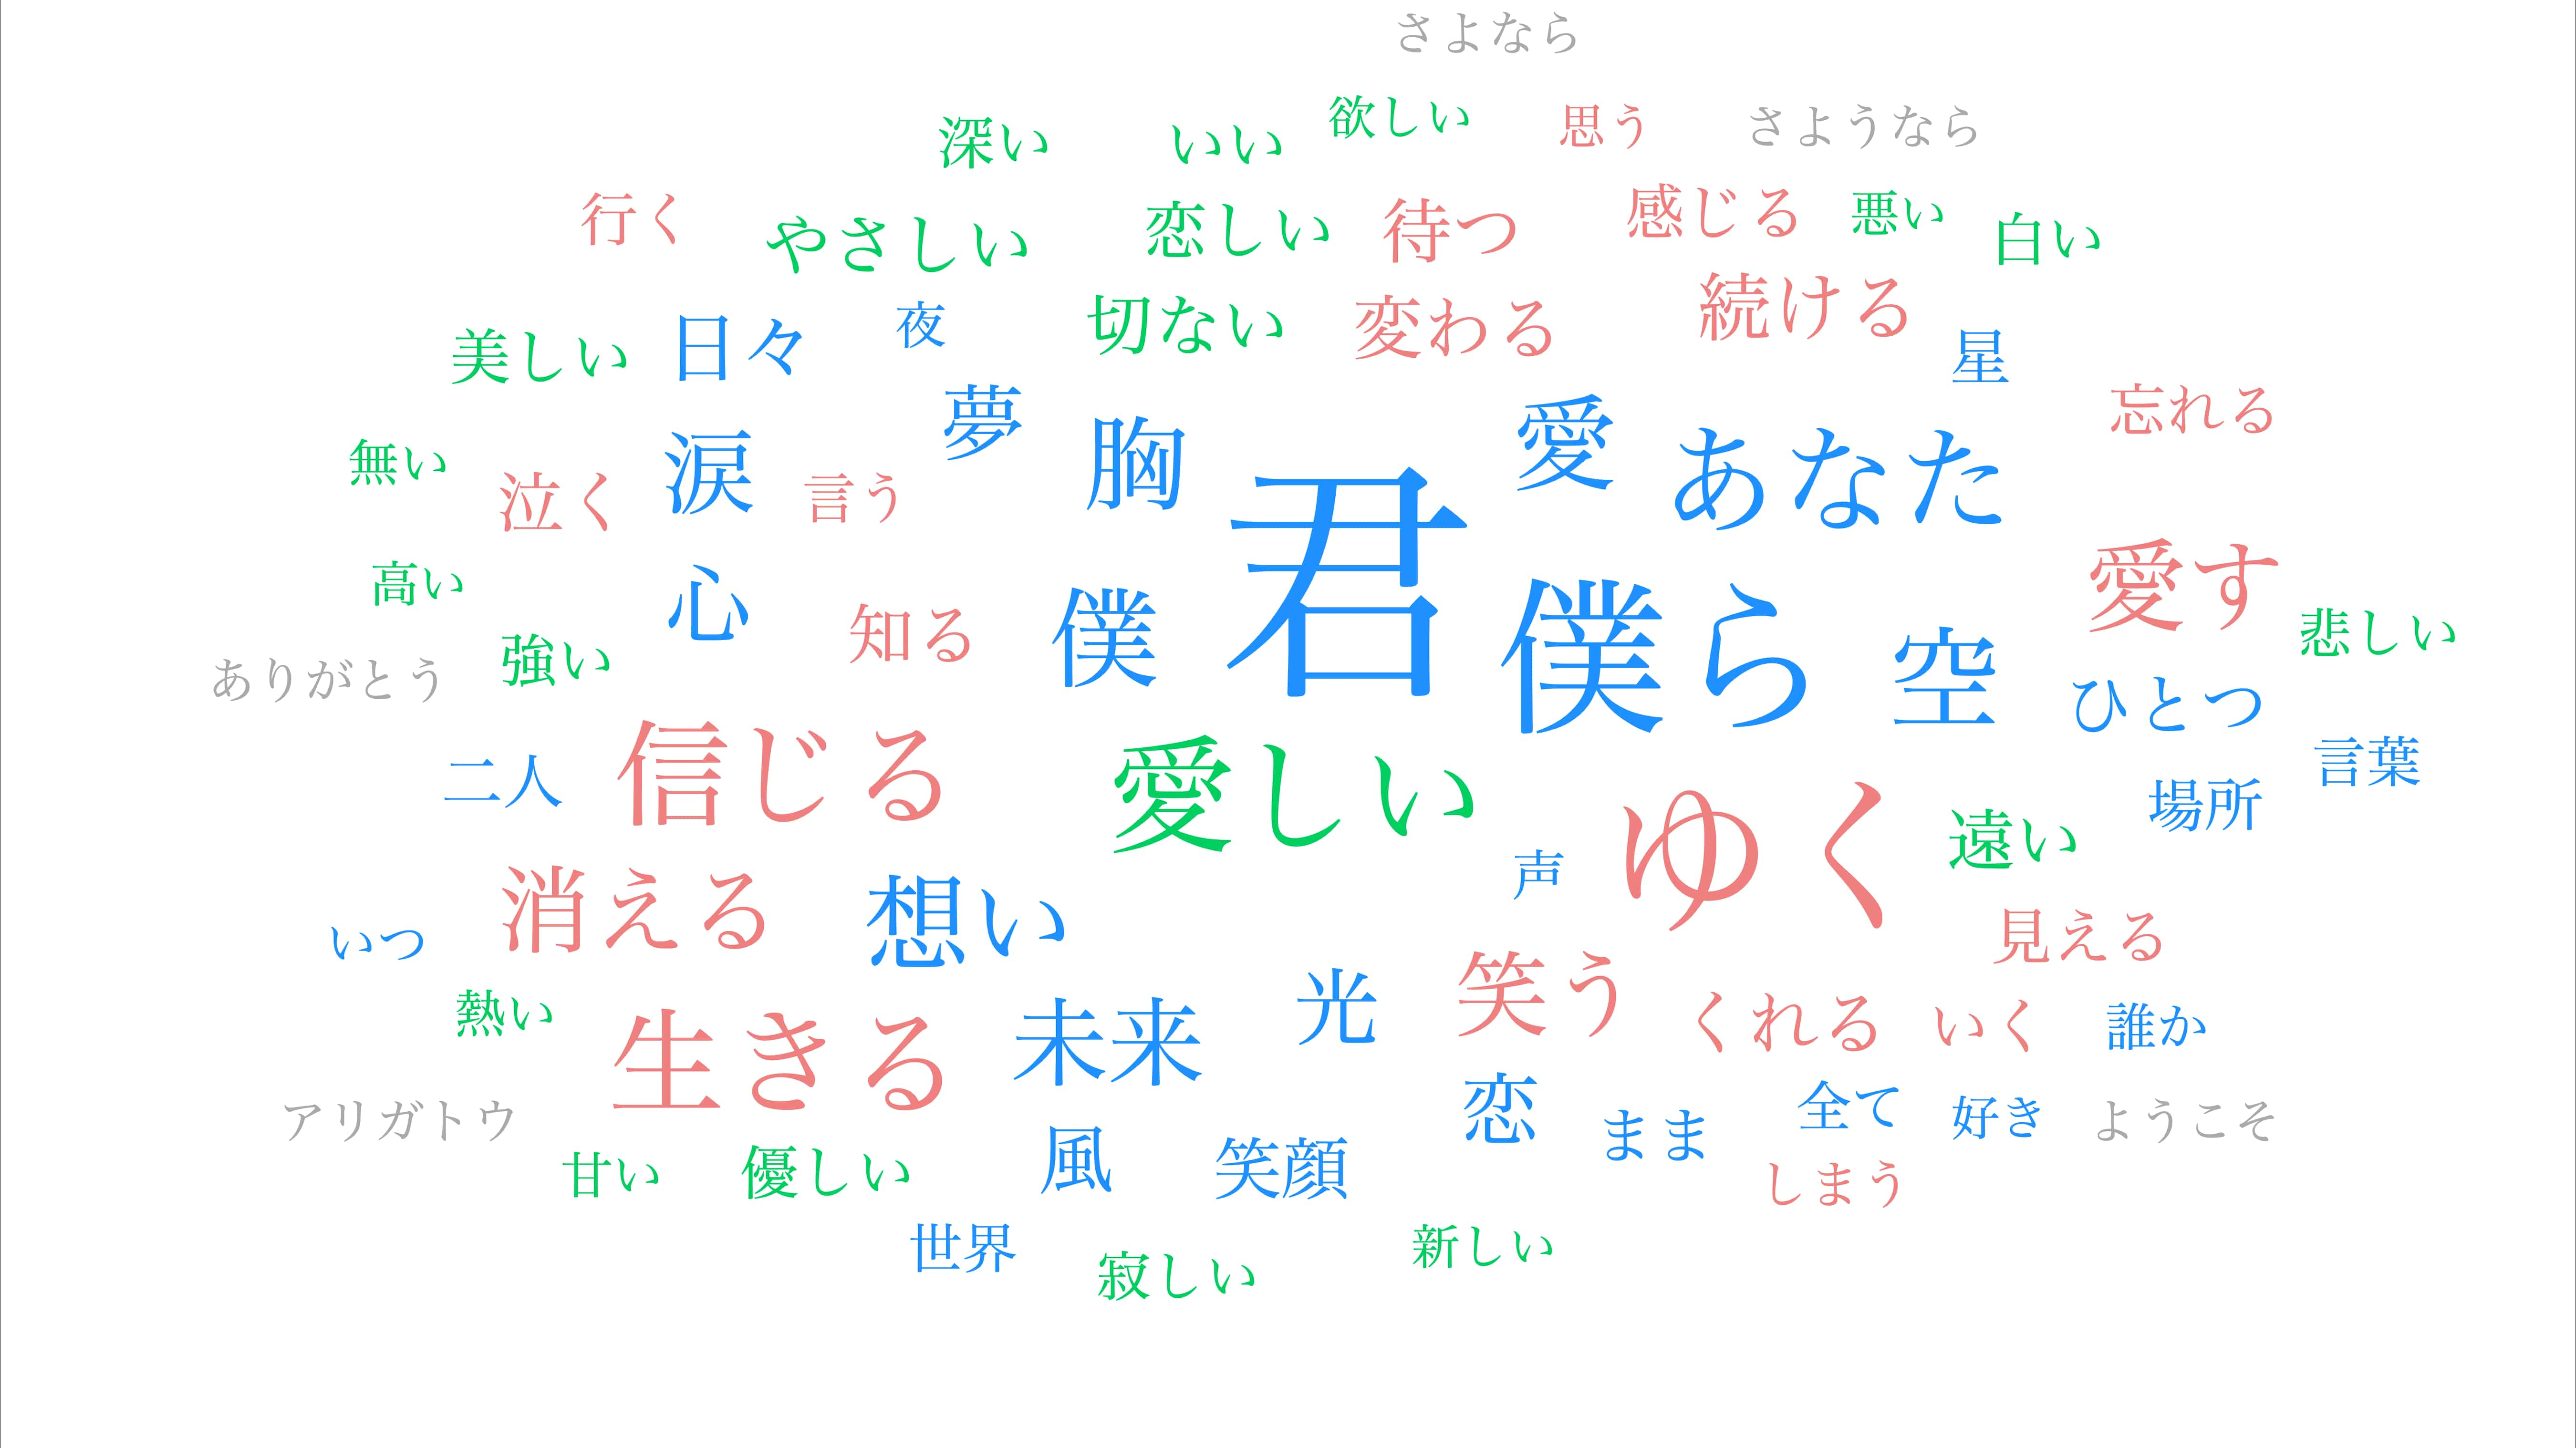 さよなら
深い いい 欲しい 思う さようなら
行く やさしい 恋しい 待つ 感じる 悪い 白い
美しい 日々 夜 切ない 変わる 続ける 星
夢 胸 愛 あなた 忘れる
無い 泣く 涙 言う 君
高い 心 僕 僕ら 空 愛す 悲しい
ありがとう 強い 知る ひとつ
二人 信じる 愛しい ゆく 遠い 場所 言葉
いつ 消える 想い 声 見える
熱い 生きる 未来 光 笑う くれる いく 誰か
アリガトウ 恋 まま 全て 好き ようこそ
甘い 優しい 風 笑顔 しまう
世界 寂しい 新しい